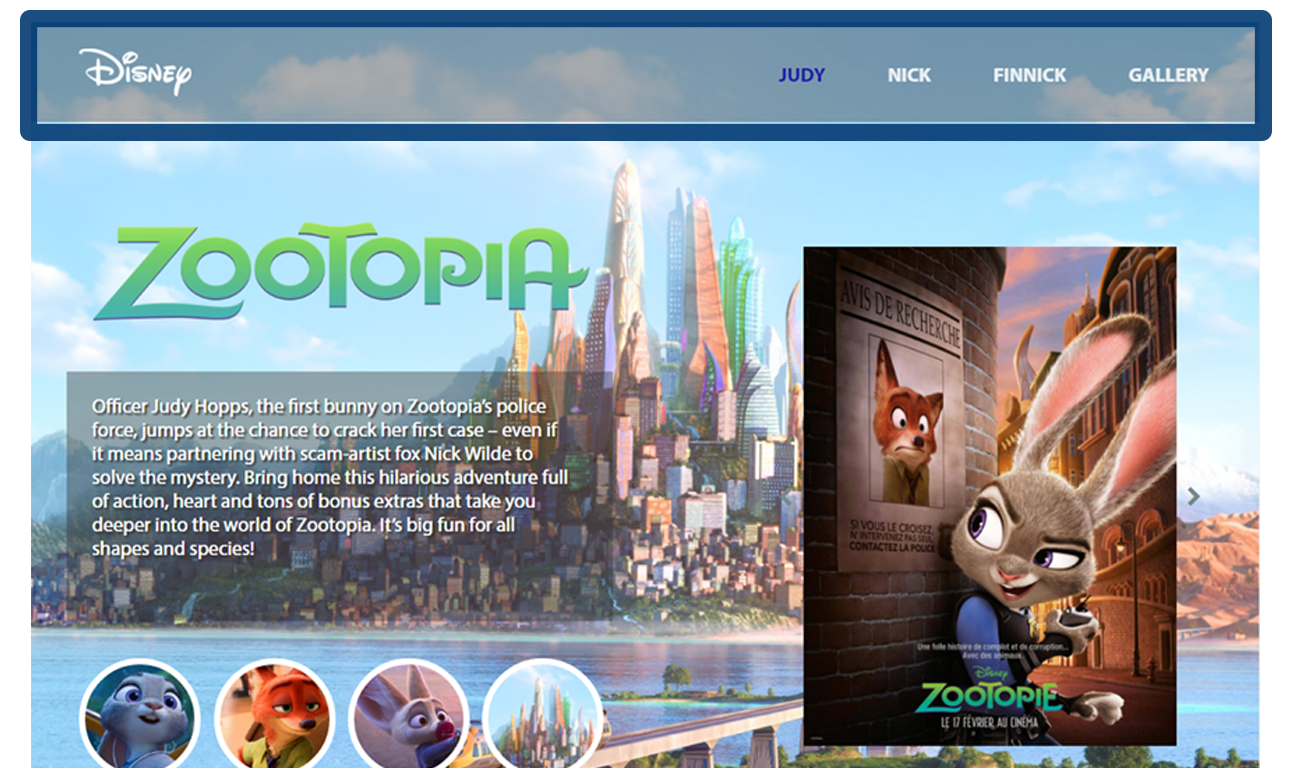 Disney
JUDY
NICK
FINNICK
GALLERY
ZOOTOPIA
Officer Judy Hopps, the first bunny on Zootopia's police
force, jumps at the chance to crack her first case – even if
it means partnering with scam-artist fox Nick Wilde to
solve the mystery. Bring home this hilarious adventure full
of action, heart and tons of bonus extras that take you
deeper into the world of Zootopia. It's big fun for all
shapes and species!
AVIS DE RECHERCHE
SI VOUS LE CROISEZ,
N'INTERVENEZ PAS SEUL,
CONTACTEZ LA POLICE
Une folle histoire de complot et de corruption...
Avec des animaux.
Disney
ZOOTOPIE
LE 17 FÉVRIER AU CINÉMA